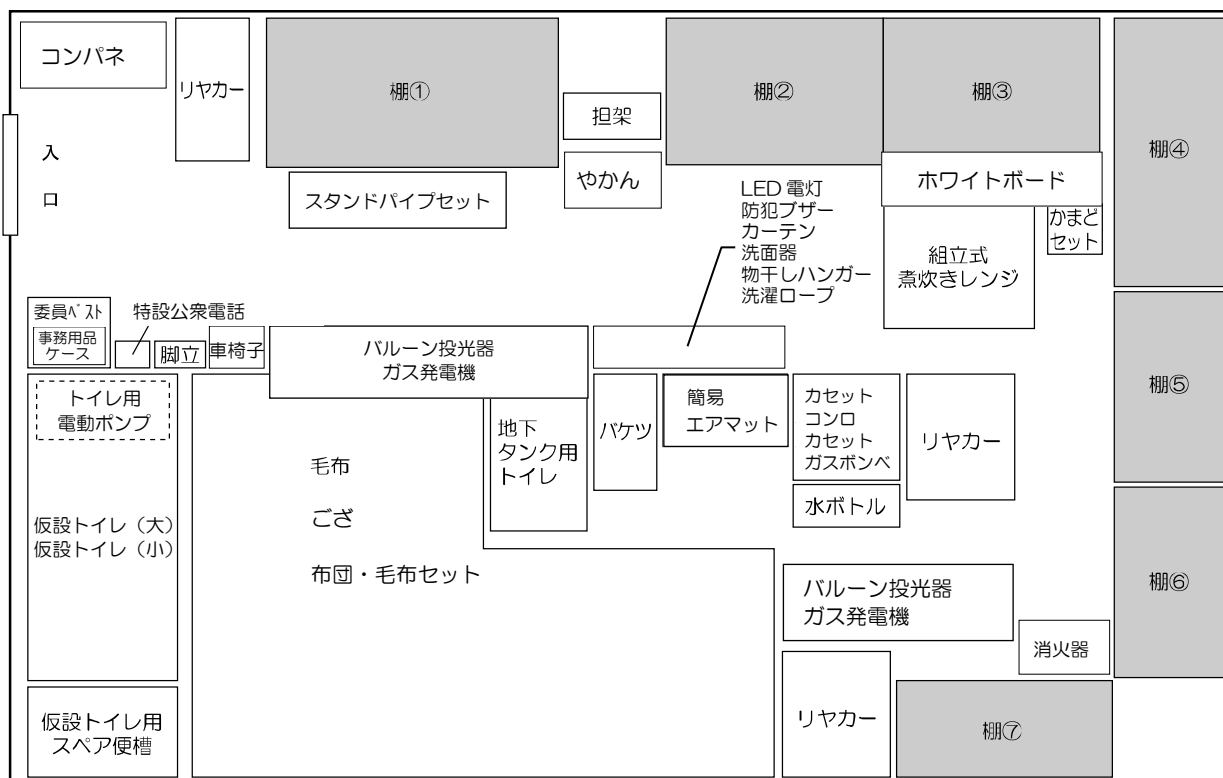 コンパネ
リヤカー
棚①
担架
やかん
棚②
棚③
棚④
入
口
スタンドパイプセット
LED 電灯
防犯ブザー
カーテン
洗面器
物干しハンガー
洗濯ロープ
ホワイトボード
かまど
セット
組立式
煮炊きレンジ
委員ﾍﾞｽﾄ
事務用品
ケース
特設公衆電話
脚立
車椅子
バルーン投光器
ガス発電機
棚⑤
トイレ用
電動ポンプ
毛布
ござ
布団・毛布セット
地下
タンク用
トイレ
バケツ
簡易
エアマット
カセット
コンロ
カセット
ガスボンベ
リヤカー
水ボトル
仮設トイレ（大）
仮設トイレ（小）
バルーン投光器
ガス発電機
棚⑥
消火器
仮設トイレ用
スペア便槽
リヤカー
棚⑦